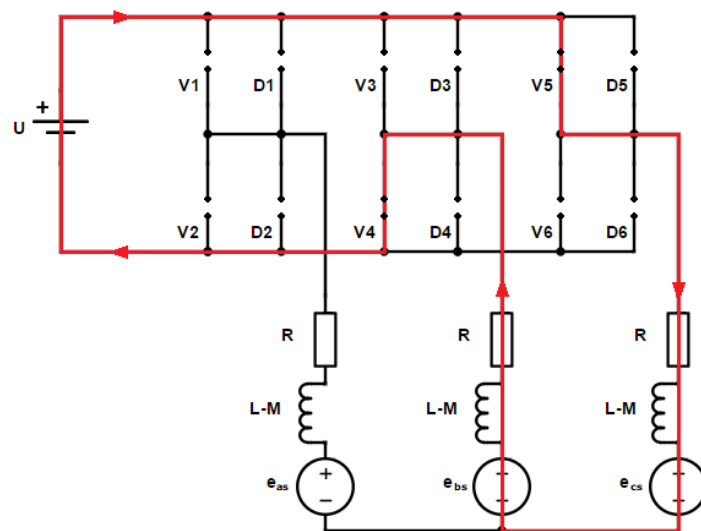 +
U
V1 D1 V3 D3 V5 D5
V2 D2 V4 D4 V6 D6
R R R
L-M L-M L-M
+
eas ebs ecs
−